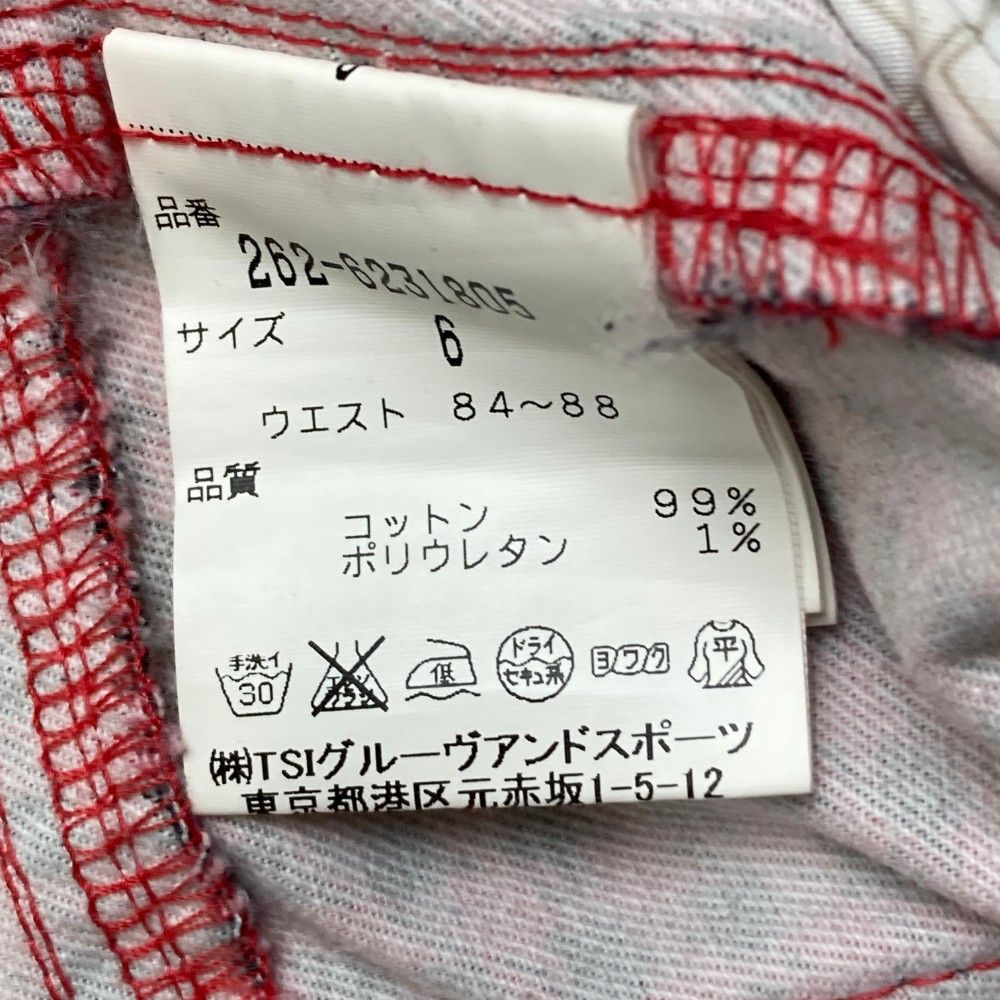 品番
262-6231805
サイズ 6
ウエスト 84～88
品質
コットン 99%
ポリウレタン 1%
手洗イ 30
低
ドライ
セキユ系
ヨワク
平
㈱TSIグルーヴアンドスポーツ
東京都港区元赤坂1-5-12